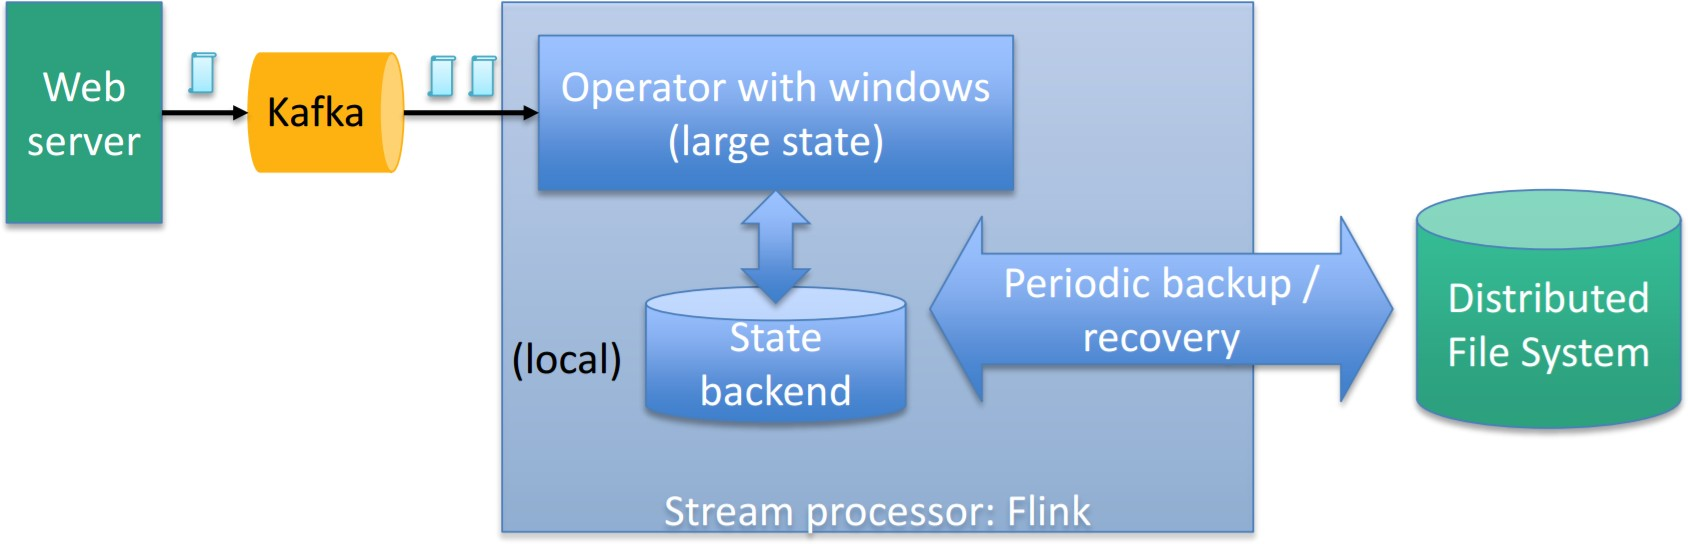 Web
server
Kafka
Operator with windows
(large state)
Periodic backup /
recovery
Distributed
File System
(local)
State
backend
Stream processor: Flink